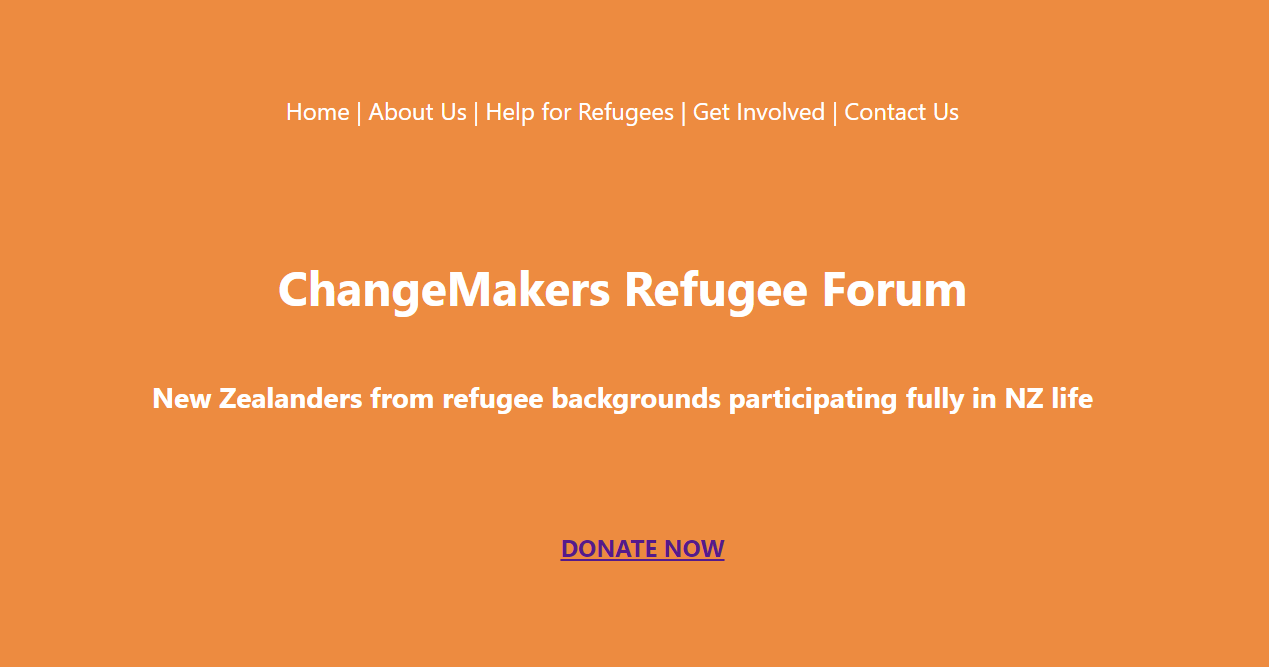 Home | About Us | Help for Refugees | Get Involved | Contact Us
ChangeMakers Refugee Forum
New Zealanders from refugee backgrounds participating fully in NZ life
DONATE NOW